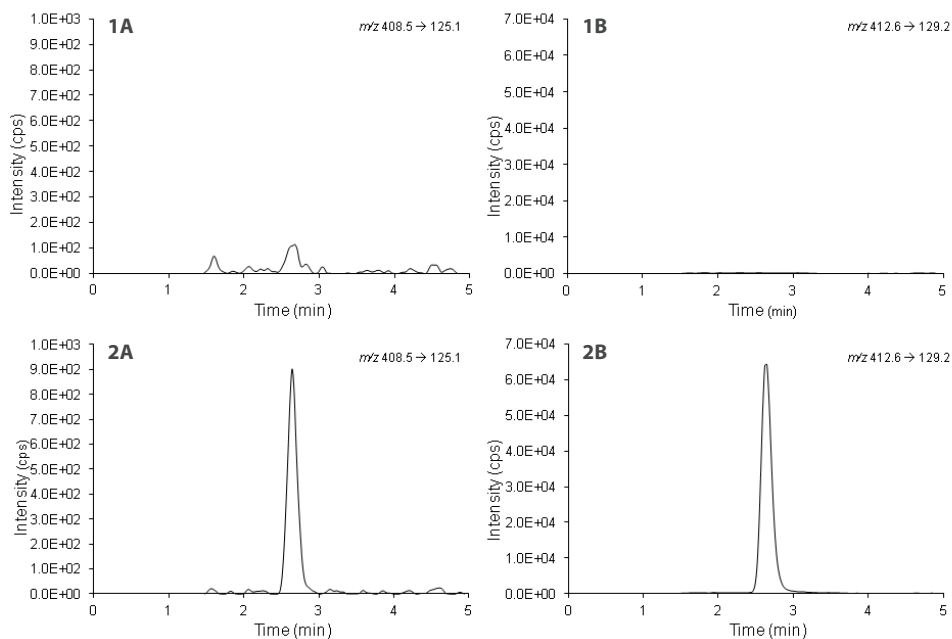 1A
m/z 408.5 → 125.1
1.0E+03
9.0E+02
8.0E+02
7.0E+02
6.0E+02
5.0E+02
4.0E+02
3.0E+02
2.0E+02
1.0E+02
0.0E+00
Intensity (cps)
0 1 2 3 4 5
Time (min)
1B
m/z 412.6 → 129.2
7.0E+04
6.0E+04
5.0E+04
4.0E+04
3.0E+04
2.0E+04
1.0E+04
0.0E+00
Intensity (cps)
0 1 2 3 4 5
Time (min)
2A
m/z 408.5 → 125.1
1.0E+03
9.0E+02
8.0E+02
7.0E+02
6.0E+02
5.0E+02
4.0E+02
3.0E+02
2.0E+02
1.0E+02
0.0E+00
Intensity (cps)
0 1 2 3 4 5
Time (min)
2B
m/z 412.6 → 129.2
7.0E+04
6.0E+04
5.0E+04
4.0E+04
3.0E+04
2.0E+04
1.0E+04
0.0E+00
Intensity (cps)
0 1 2 3 4 5
Time (min)